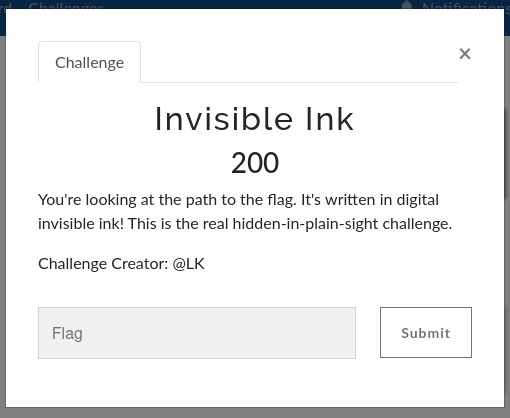 Challenges
Notifications
Challenge
×
Invisible Ink
200
You're looking at the path to the flag. It's written in digital
invisible ink! This is the real hidden-in-plain-sight challenge.
Challenge Creator: @LK
Flag
Submit